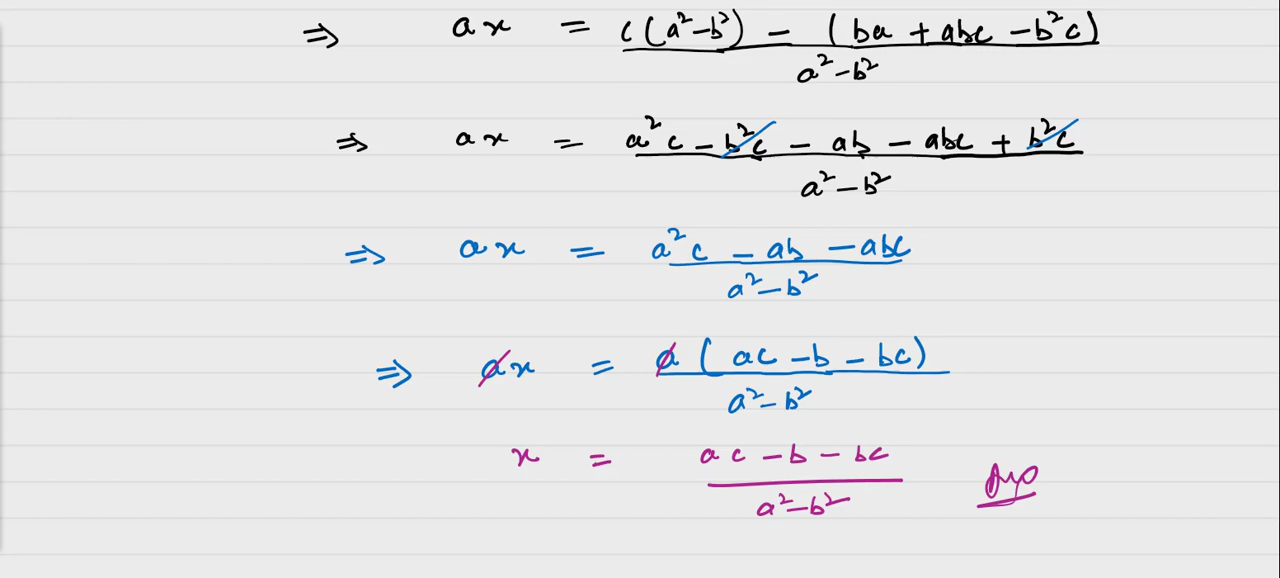 ⇒ ax = c(a²-b²) - (ba + abc - b²c)
a²-b²
⇒ ax = a²c - b²c - ab - abc + b²c
a²-b²
⇒ ax = a²c - ab - abc
a²-b²
⇒ ax = a(ac - b - bc)
a²-b²
x = ac - b - bc
a²-b²